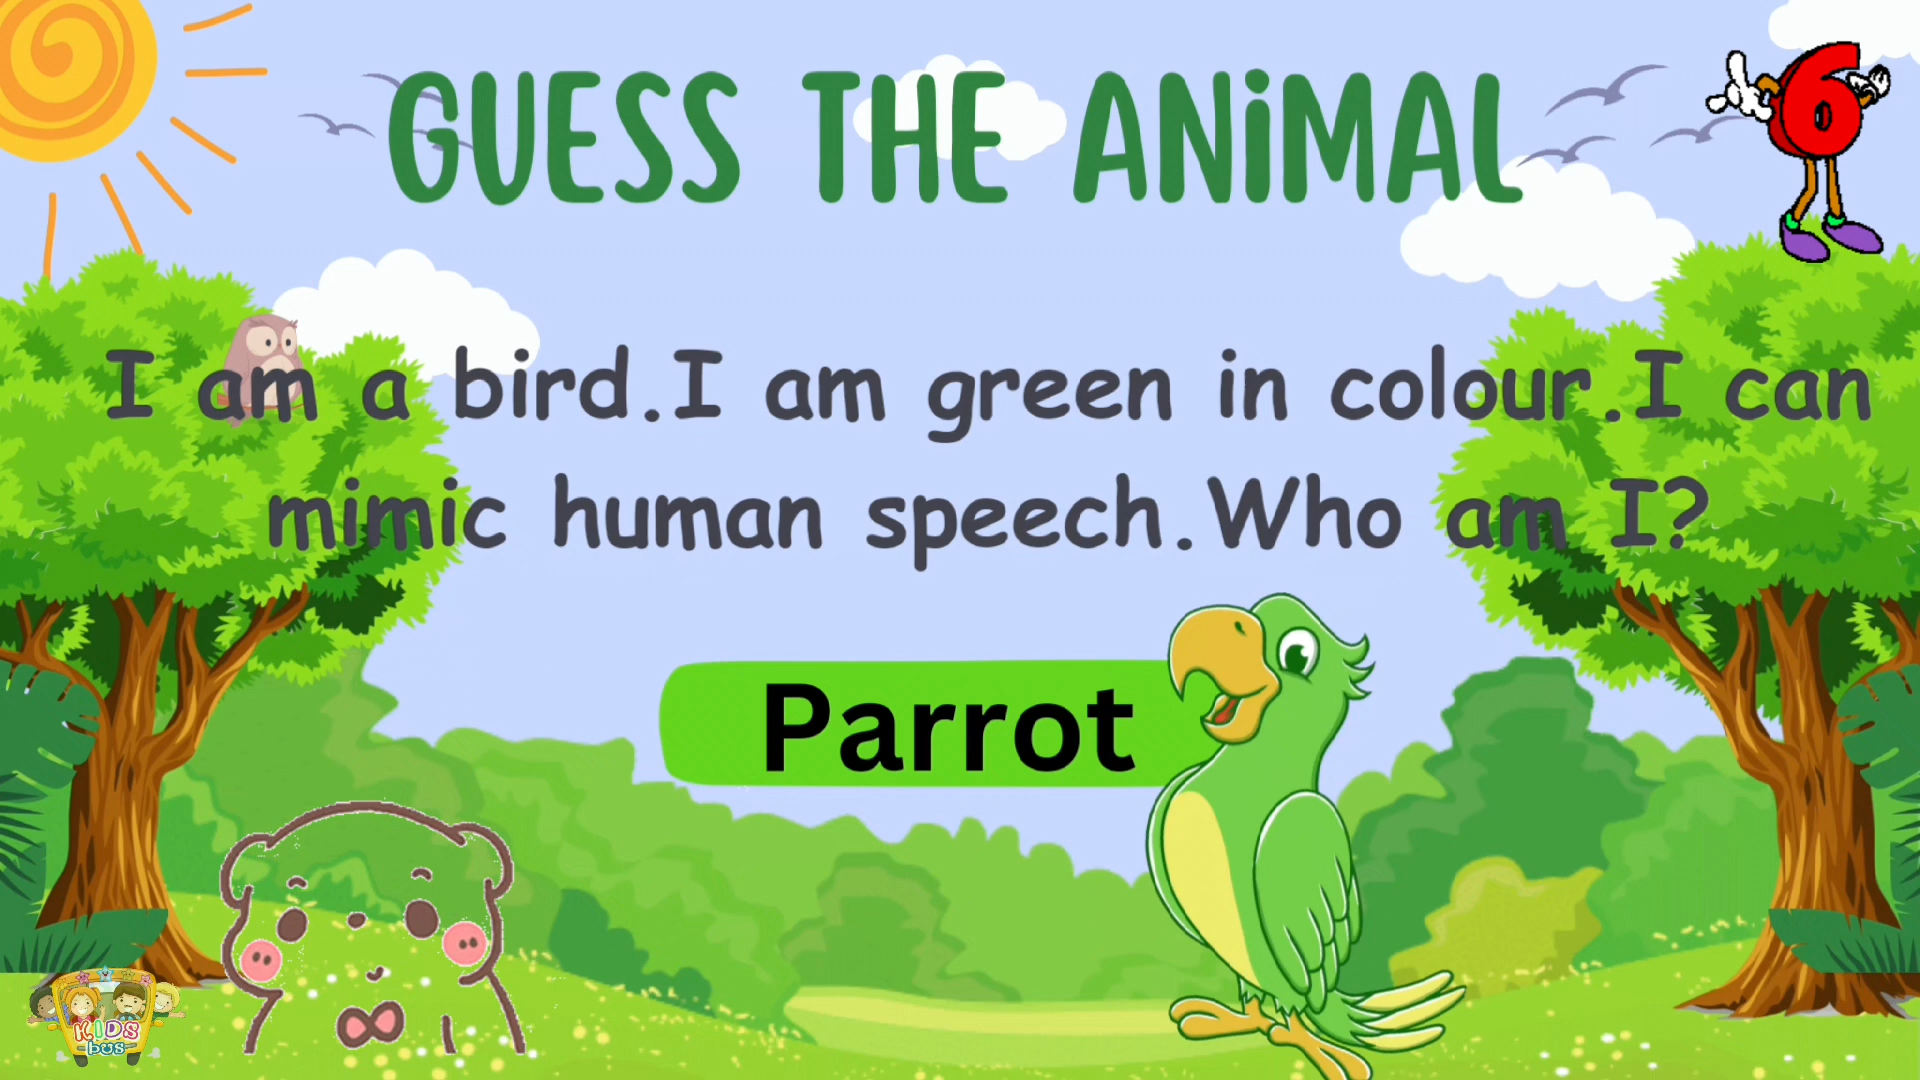 GUESS THE ANiMAL
6
I am a bird.I am green in colour.I can
mimic human speech.Who am I?
Parrot
KIDS
bus